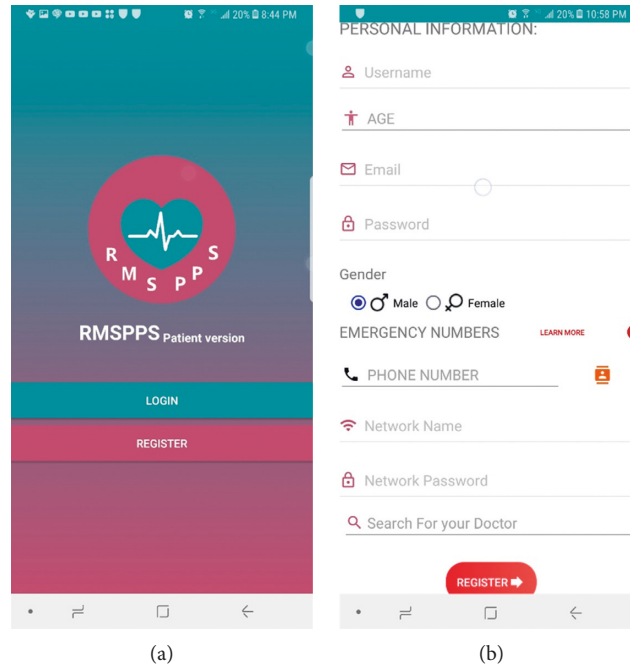 20% 8:44 PM
R M S P P S
RMSPPS Patient version
LOGIN
REGISTER
(a)
20% 10:58 PM
PERSONAL INFORMATION:
Username
AGE
Email
Password
Gender
Male Female
EMERGENCY NUMBERS LEARN MORE
PHONE NUMBER
Network Name
Network Password
Search For your Doctor
REGISTER
(b)